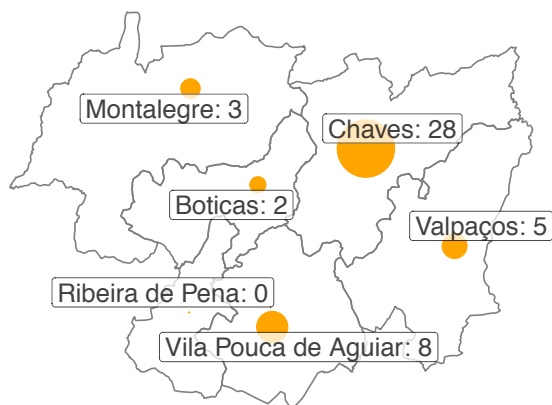 Montalegre: 3
Chaves: 28
Boticas: 2
Valpaços: 5
Ribeira de Pena: 0
Vila Pouca de Aguiar: 8